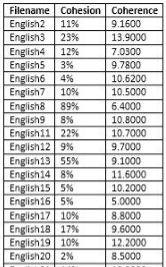 Filename Cohesion Coherence
English2 11% 9.1600
English3 23% 13.9000
English4 12% 7.0300
English5 3% 9.7800
English6 4% 10.6200
English7 10% 10.5000
English8 89% 6.4000
English9 8% 10.8000
English11 22% 10.7000
English12 9% 9.7000
English13 55% 9.1000
English14 8% 11.6000
English15 5% 10.2000
English16 5% 5.0000
English17 10% 8.8000
English18 17% 9.6000
English19 10% 12.2000
English20 2% 8.5000